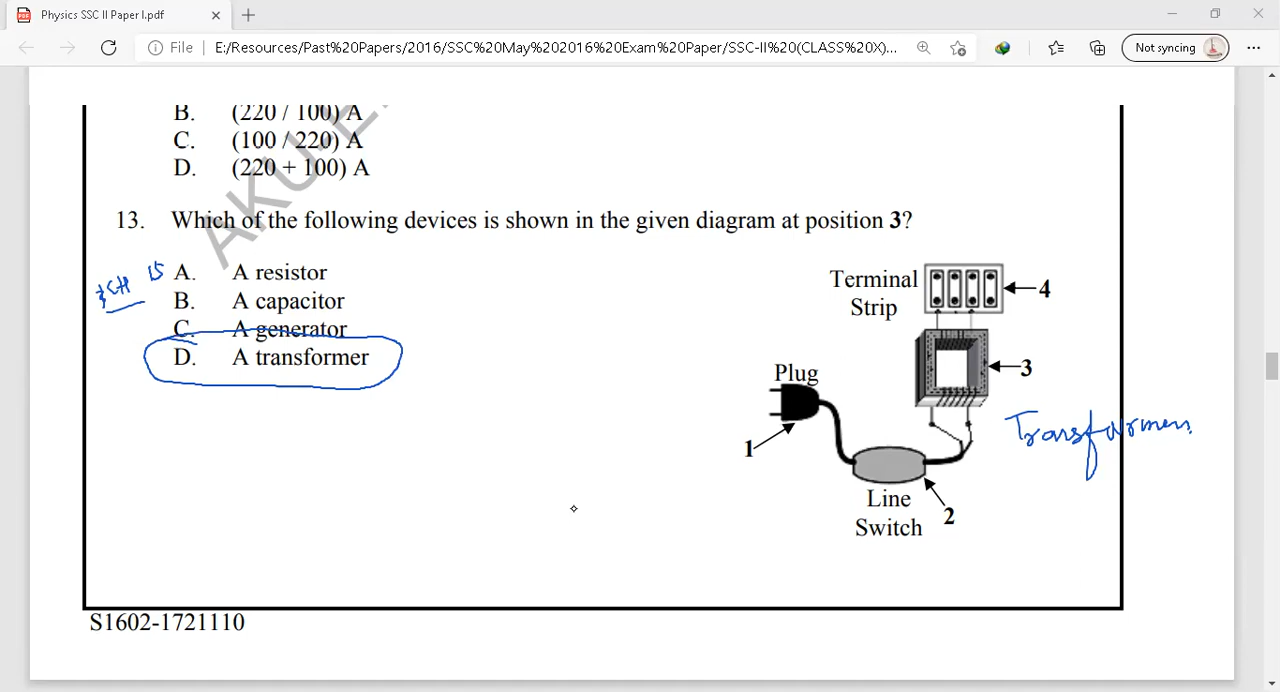 Physics SSC II Paper I.pdf
File
E:/Resources/Past%20Papers/2016/SSC%20May%202016%20Exam%20Paper/SSC-II%20(CLASS%20X)...
Not syncing
B. (220 / 100) A
C. (100 / 220) A
D. (220 + 100) A
AKU-E
13. Which of the following devices is shown in the given diagram at position 3?
15
A. A resistor
B. A capacitor
C. A generator
D. A transformer
Terminal
Strip
4
3
Plug
Transformer
1
Line
Switch
2
S1602-1721110